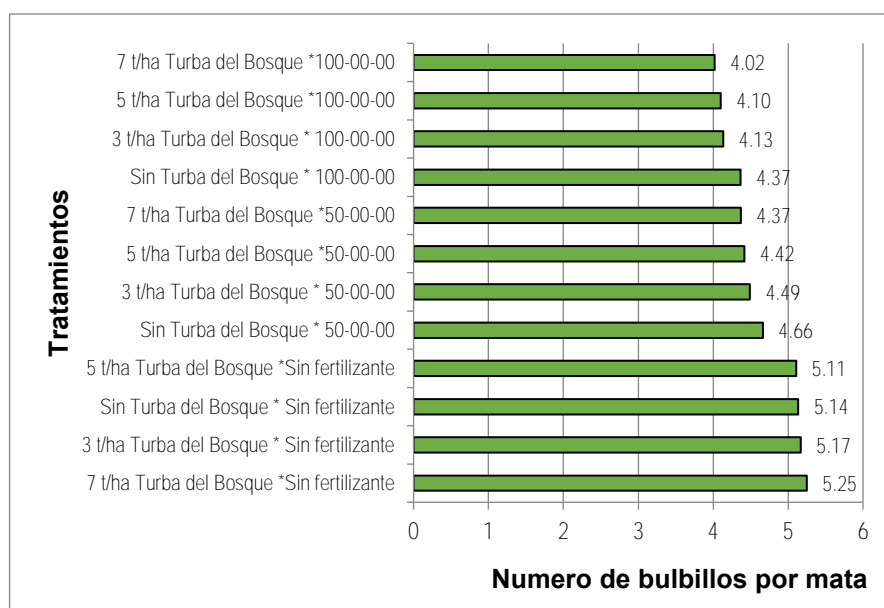 7 t/ha Turba del Bosque *100-00-00
4.02
5 t/ha Turba del Bosque *100-00-00
4.10
3 t/ha Turba del Bosque * 100-00-00
4.13
Sin Turba del Bosque * 100-00-00
4.37
7 t/ha Turba del Bosque *50-00-00
4.37
5 t/ha Turba del Bosque *50-00-00
4.42
3 t/ha Turba del Bosque * 50-00-00
4.49
Sin Turba del Bosque * 50-00-00
4.66
5 t/ha Turba del Bosque *Sin fertilizante
5.11
Sin Turba del Bosque * Sin fertilizante
5.14
3 t/ha Turba del Bosque * Sin fertilizante
5.17
7 t/ha Turba del Bosque *Sin fertilizante
5.25
Tratamientos
0 1 2 3 4 5 6
Numero de bulbillos por mata